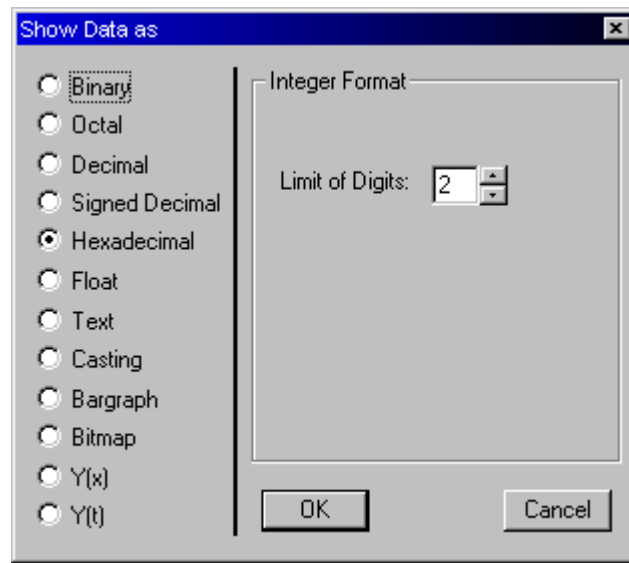 Show Data as
Binary
Octal
Decimal
Signed Decimal
Hexadecimal
Float
Text
Casting
Bargraph
Bitmap
Y(x)
Y(t)
Integer Format
Limit of Digits: 2
OK Cancel